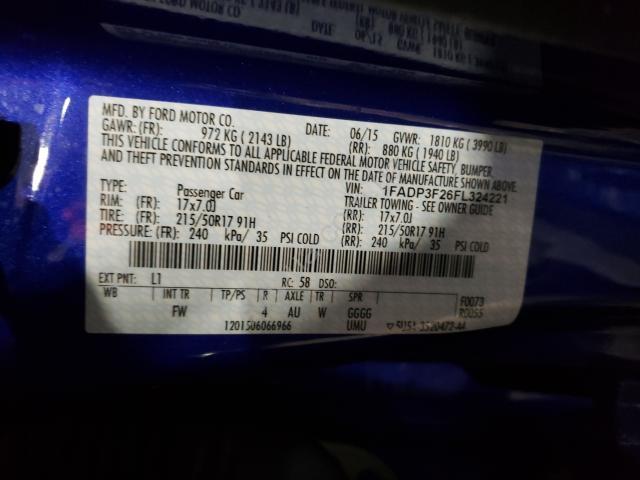 MFD. BY FORD MOTOR CO.
DATE: 06/15 GVWR: 1810 KG ( 3990 LB)
GAWR: (FR): 972 KG ( 2143 LB) (RR): 880 KG ( 1940 LB)
THIS VEHICLE CONFORMS TO ALL APPLICABLE FEDERAL MOTOR VEHICLE SAFETY, BUMPER,
AND THEFT PREVENTION STANDARDS IN EFFECT ON THE DATE OF MANUFACTURE SHOWN ABOVE.
VIN: 1FADP3F26FL324221
TYPE: Passenger Car TRAILER TOWING - SEE OWNER GUIDE
RIM: (FR): 17x7.0J (RR): 17x7.0J
TIRE: (FR): 215/50R17 91H (RR): 215/50R17 91H
PRESSURE: (FR): 240 kPa/ 35 PSI COLD (RR): 240 kPa/ 35 PSI COLD
EXT PNT: L1 RC: 58 DSO:
WB INT TR TP/PS R AXLE TR SPR F0073
FW 4 AU W GGGG R0055
1201506066966 UMU